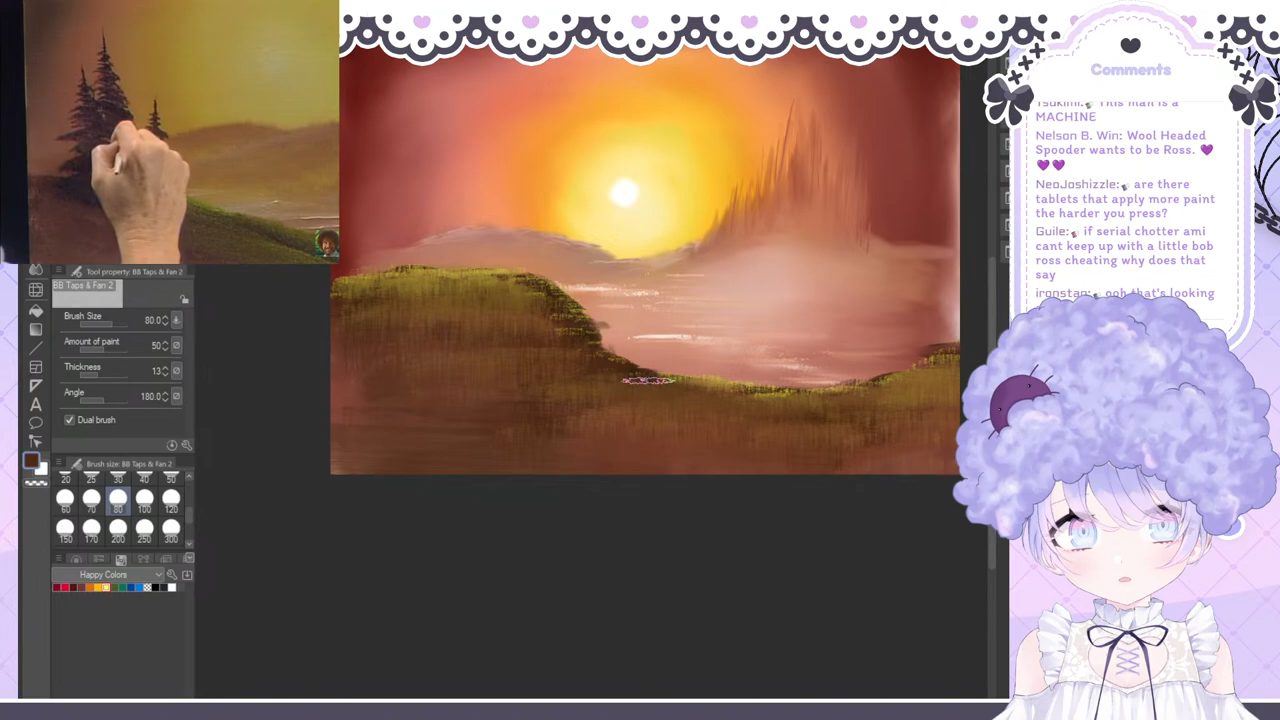 Comments
Tsukimi: This man is a
MACHINE
Nelson B. Win: Wool Headed
Spooder wants to be Ross.
NeoJoshizzle: are there
tablets that apply more paint
the harder you press?
Guile: if serial chotter ami
cant keep up with a little bob
ross cheating why does that
say
ironstag: ooh that's looking
Tool property: BB Taps & Fan 2
BB Taps & Fan 2
Brush Size 80.0
Amount of paint 50
Thickness 13
Angle 180.0
Dual brush
Brush size: BB Taps & Fan 2
20 25 30 40 50
60 70 80 100 120
150 170 200 250 300
Happy Colors